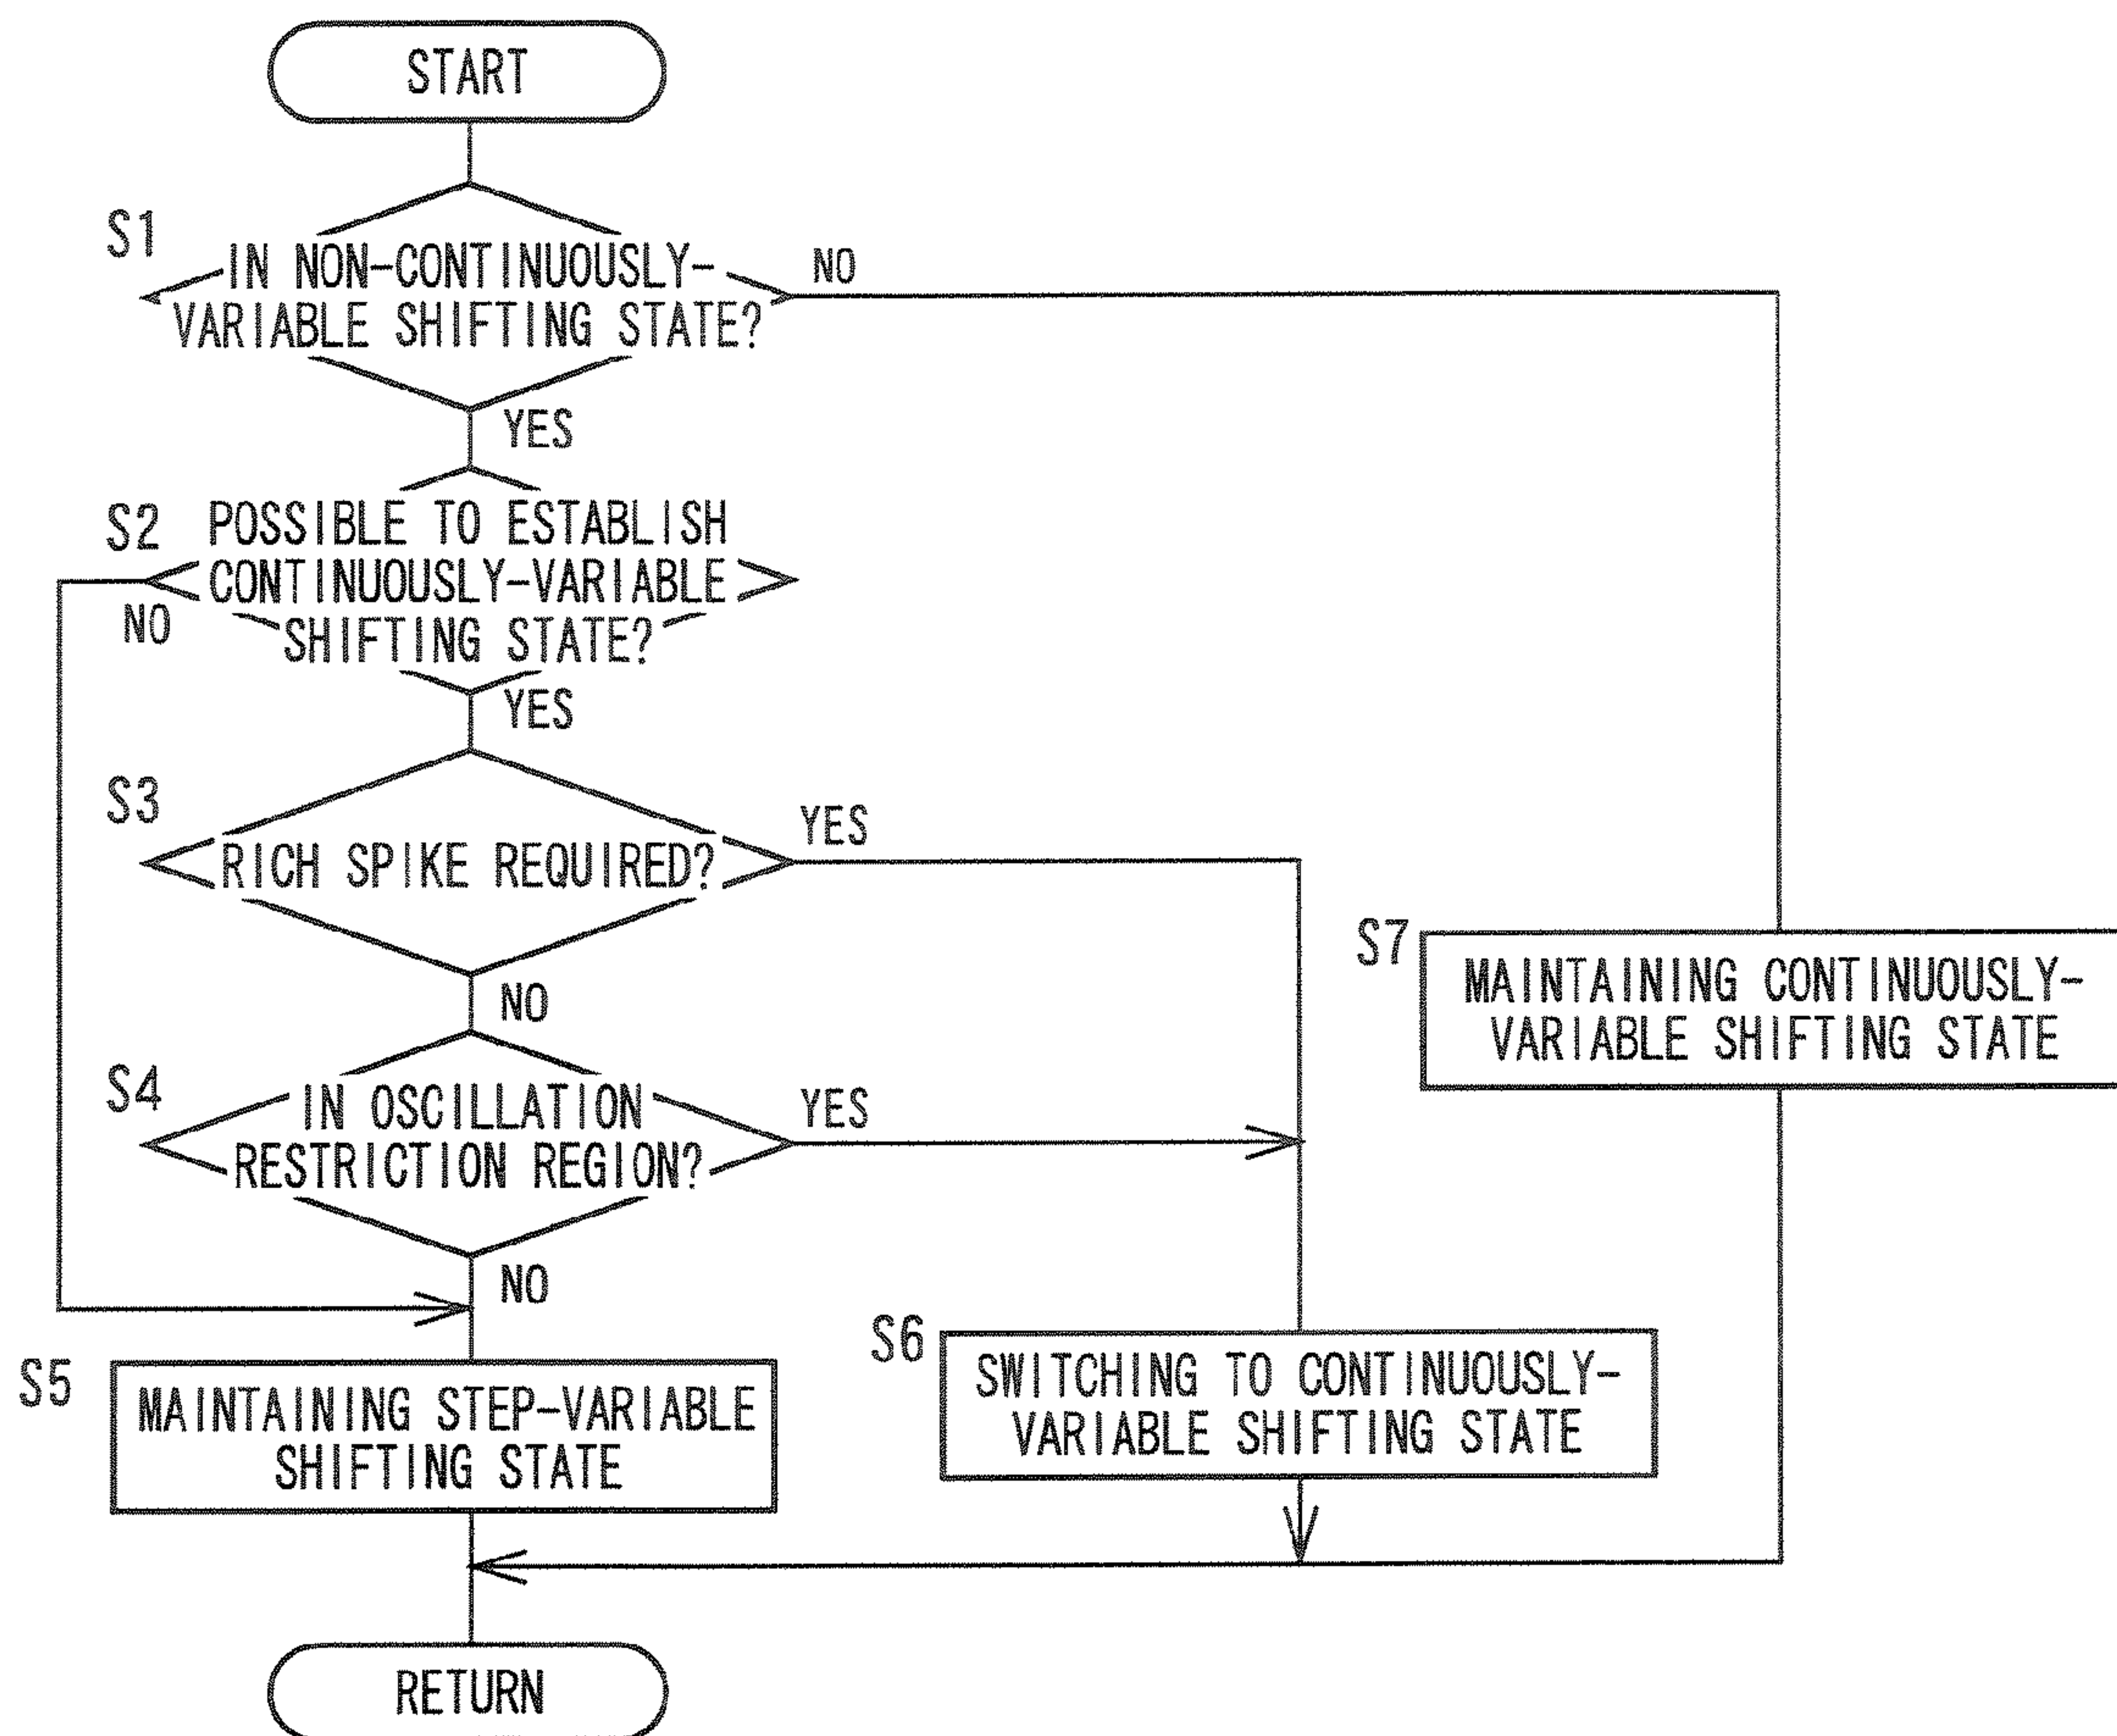 START
S1
IN NON-CONTINUOUSLY-
VARIABLE SHIFTING STATE?
NO
YES
S2
POSSIBLE TO ESTABLISH
CONTINUOUSLY-VARIABLE
SHIFTING STATE?
NO
YES
S3
RICH SPIKE REQUIRED?
YES
NO
S4
IN OSCILLATION
RESTRICTION REGION?
YES
NO
S5
MAINTAINING STEP-VARIABLE
SHIFTING STATE
S6
SWITCHING TO CONTINUOUSLY-
VARIABLE SHIFTING STATE
S7
MAINTAINING CONTINUOUSLY-
VARIABLE SHIFTING STATE
RETURN